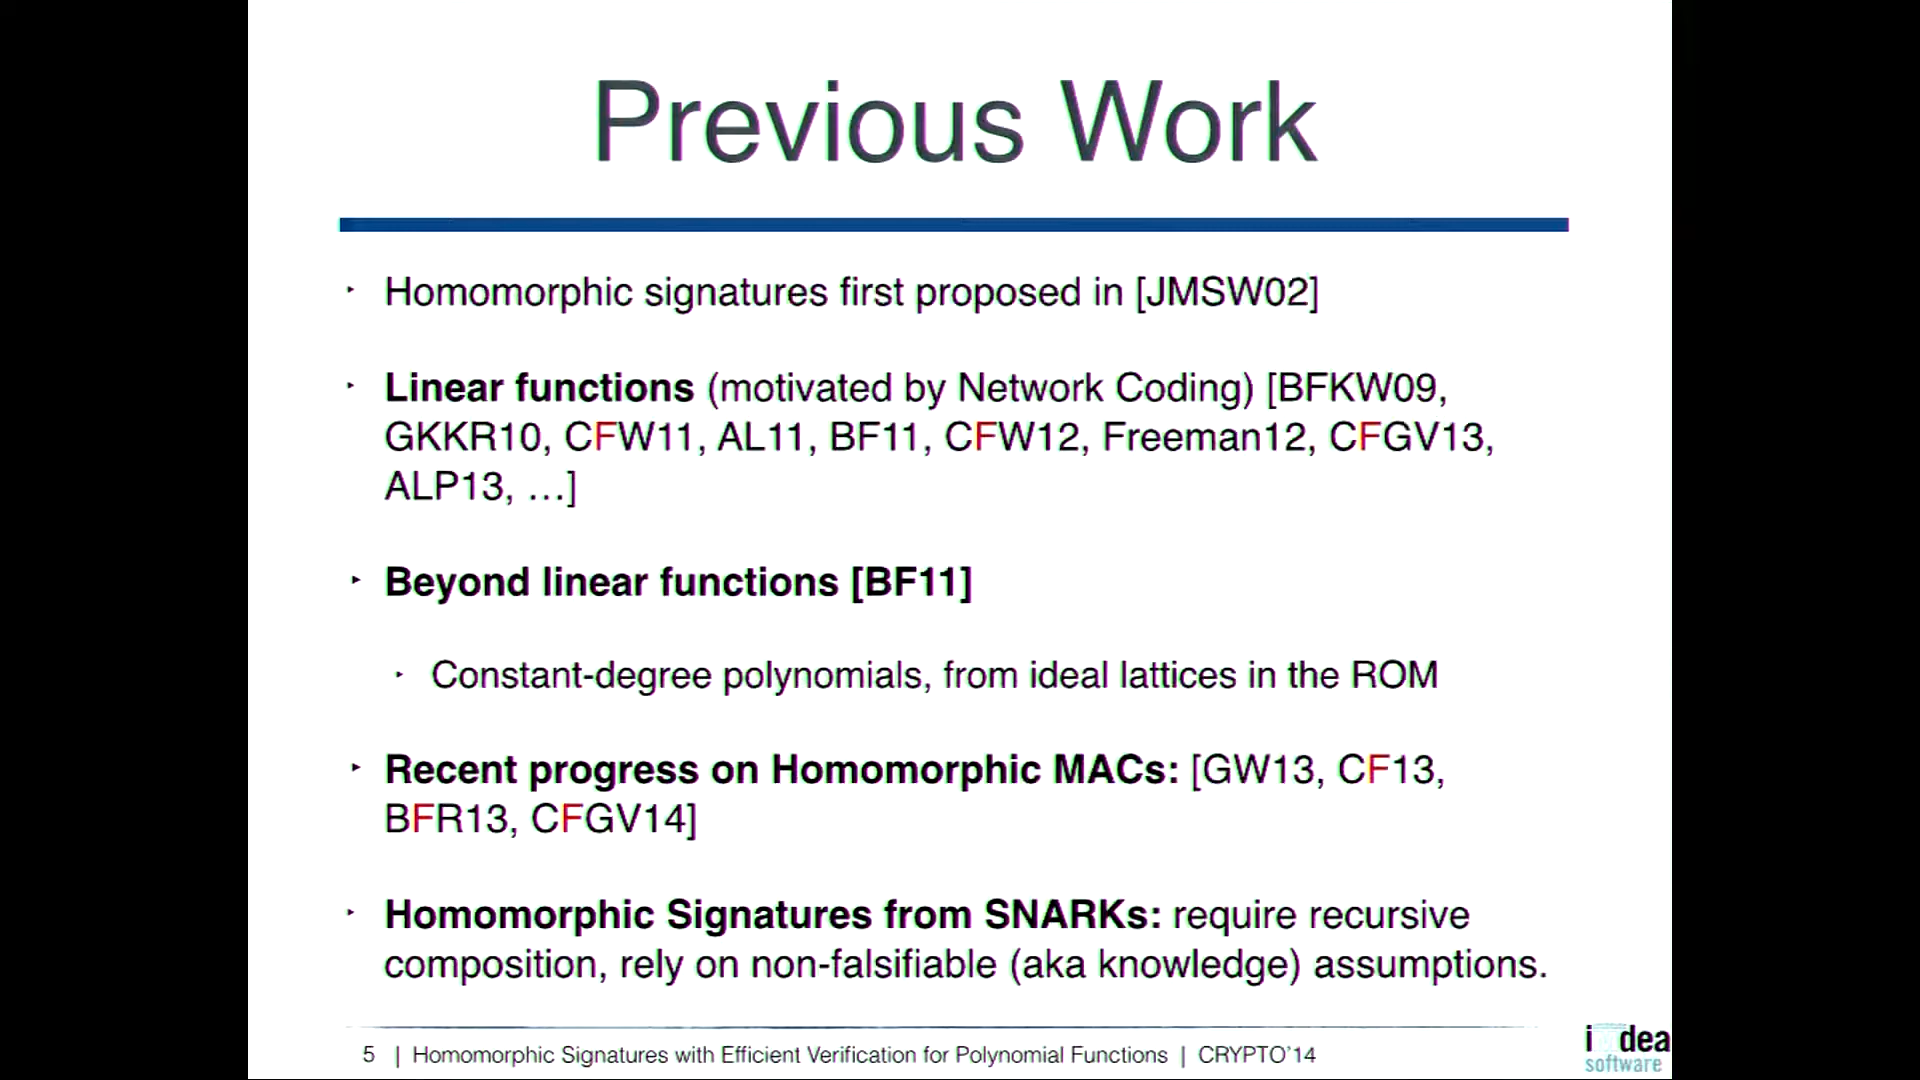 Previous Work
‣ Homomorphic signatures first proposed in [JMSW02]
‣ Linear functions (motivated by Network Coding) [BFKW09,
GKKR10, CFW11, AL11, BF11, CFW12, Freeman12, CFGV13,
ALP13, …]
‣ Beyond linear functions [BF11]
‣ Constant-degree polynomials, from ideal lattices in the ROM
‣ Recent progress on Homomorphic MACs: [GW13, CF13,
BFR13, CFGV14]
‣ Homomorphic Signatures from SNARKs: require recursive
composition, rely on non-falsifiable (aka knowledge) assumptions.
5 | Homomorphic Signatures with Efficient Verification for Polynomial Functions | CRYPTO'14
i dea
software